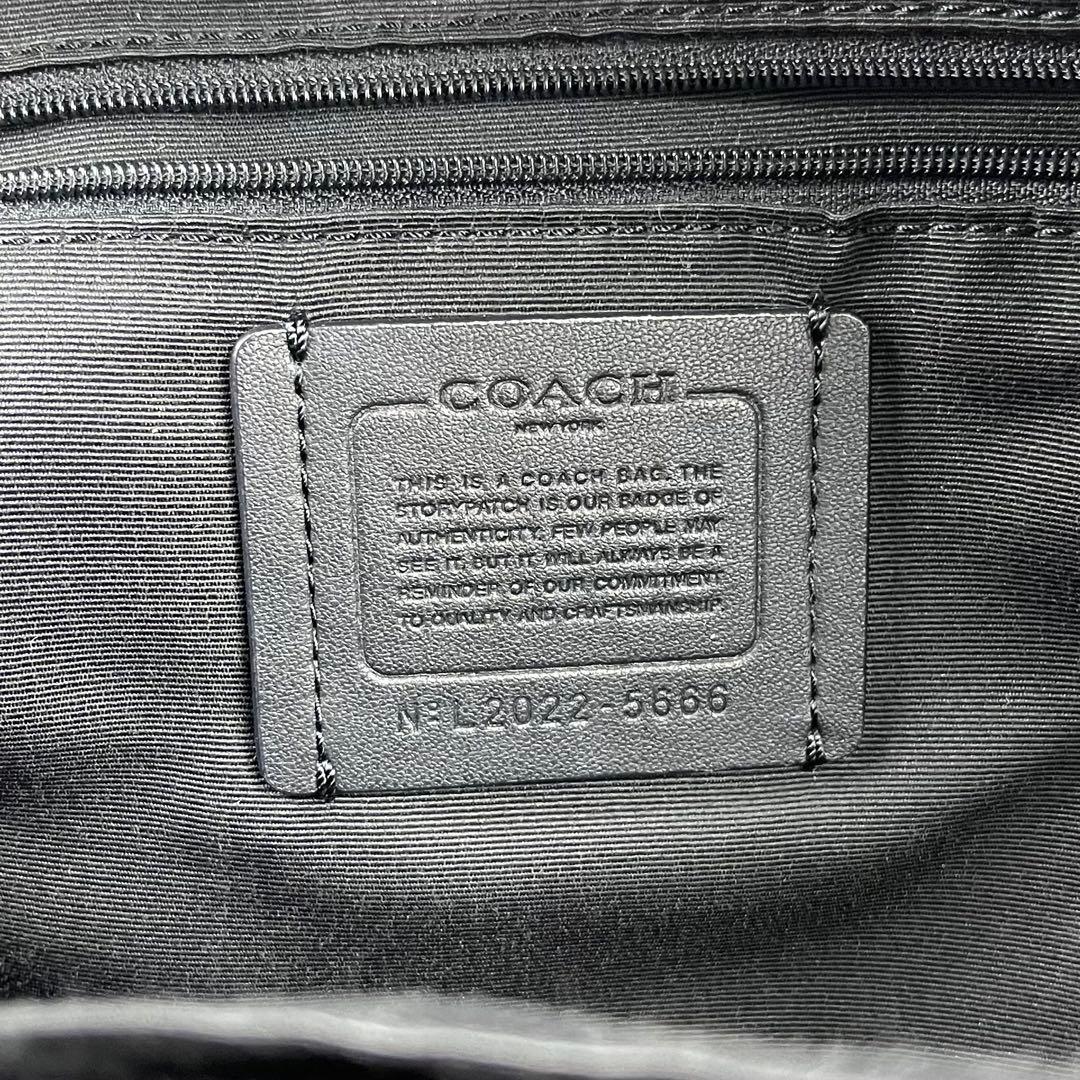 COACH
NEW YORK
THIS IS A COACH BAG. THE
STORYPATCH IS OUR BADGE OF
AUTHENTICITY. FEW PEOPLE MAY
SEE IT, BUT IT WILL ALWAYS BE A
REMINDER OF OUR COMMITMENT
TO QUALITY AND CRAFTSMANSHIP.
Nº L2022-5666